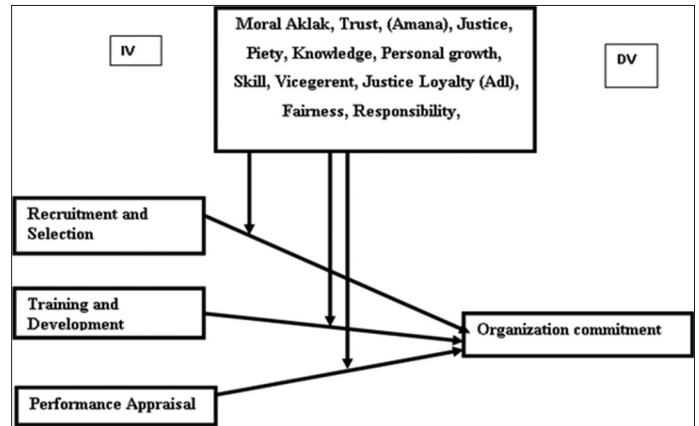 IV
Moral Aklak, Trust, (Amana), Justice,
Piety, Knowledge, Personal growth,
Skill, Vicegerent, Justice Loyalty (Adl),
Fairness, Responsibility,
DV
Recruitment and
Selection
Training and
Development
Organization commitment
Performance Appraisal